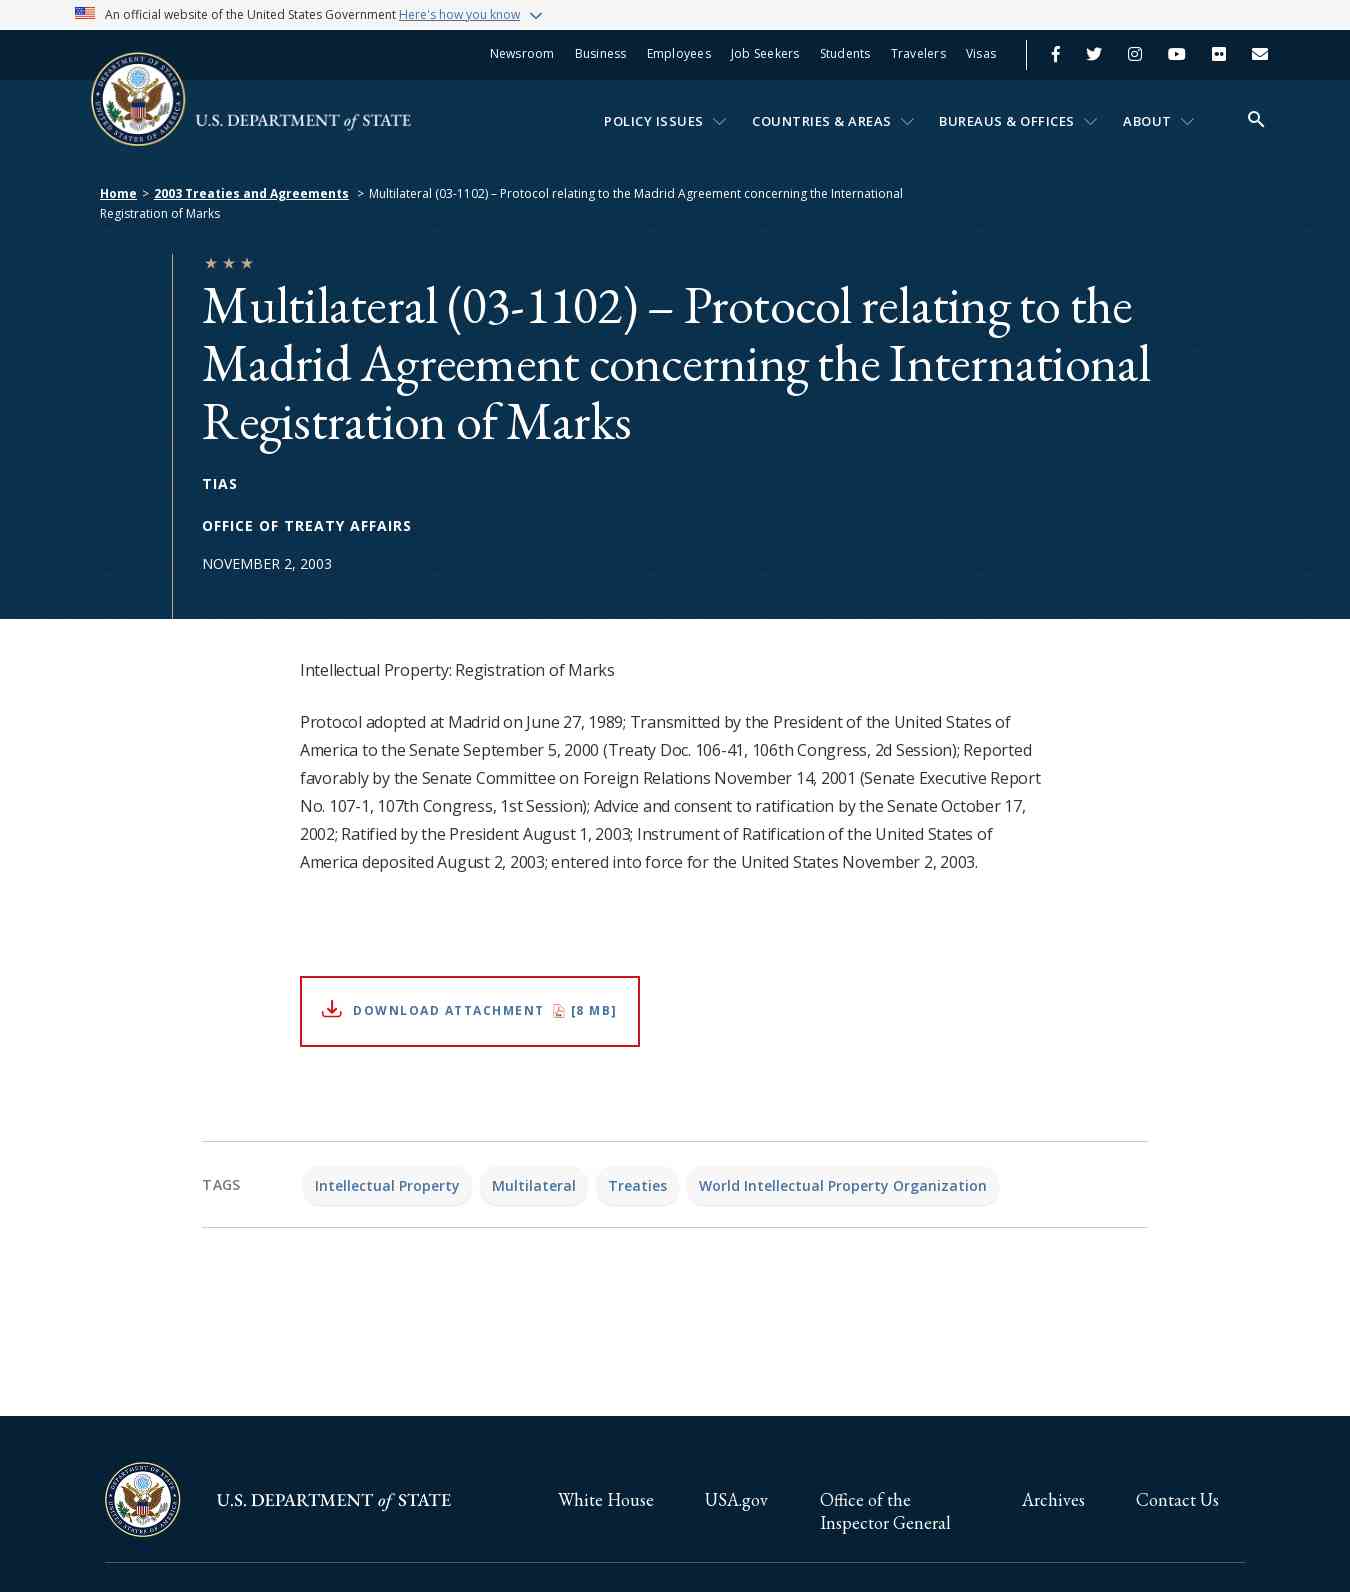 An official website of the United States Government Here's how you know
Newsroom Business Employees Job Seekers Students Travelers Visas
U.S. DEPARTMENT of STATE
POLICY ISSUES COUNTRIES & AREAS BUREAUS & OFFICES ABOUT
Home > 2003 Treaties and Agreements > Multilateral (03-1102) – Protocol relating to the Madrid Agreement concerning the International
Registration of Marks
Multilateral (03-1102) – Protocol relating to the
Madrid Agreement concerning the International
Registration of Marks
TIAS
OFFICE OF TREATY AFFAIRS
NOVEMBER 2, 2003
Intellectual Property: Registration of Marks
Protocol adopted at Madrid on June 27, 1989; Transmitted by the President of the United States of
America to the Senate September 5, 2000 (Treaty Doc. 106-41, 106th Congress, 2d Session); Reported
favorably by the Senate Committee on Foreign Relations November 14, 2001 (Senate Executive Report
No. 107-1, 107th Congress, 1st Session); Advice and consent to ratification by the Senate October 17,
2002; Ratified by the President August 1, 2003; Instrument of Ratification of the United States of
America deposited August 2, 2003; entered into force for the United States November 2, 2003.
DOWNLOAD ATTACHMENT [8 MB]
TAGS Intellectual Property Multilateral Treaties World Intellectual Property Organization
DEPARTMENT OF STATE
UNITED STATES OF AMERICA
U.S. DEPARTMENT of STATE
White House USA.gov Office of the Archives Contact Us
Inspector General